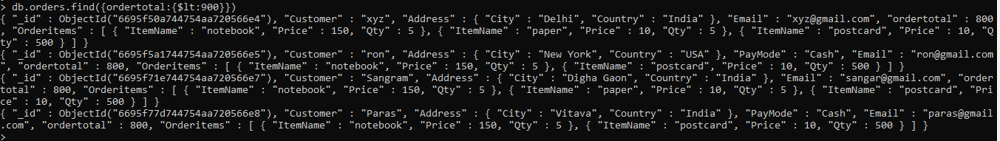 > db.orders.find({ordertotal:{$lt:900}})
{ "_id" : ObjectId("6695f50a744754aa720566e4"), "Customer" : "xyz", "Address" : { "City" : "Delhi", "Country" : "India" }, "Email" : "xyz@gmail.com", "ordertotal" : 800
, "Orderitems" : [ { "ItemName" : "notebook", "Price" : 150, "Qty" : 5 }, { "ItemName" : "paper", "Price" : 10, "Qty" : 5 }, { "ItemName" : "postcard", "Price" : 10, "Q
ty" : 500 } ] }
{ "_id" : ObjectId("6695f5a1744754aa720566e5"), "Customer" : "ron", "Address" : { "City" : "New York", "Country" : "USA" }, "PayMode" : "Cash", "Email" : "ron@gmail.com
", "ordertotal" : 800, "Orderitems" : [ { "ItemName" : "notebook", "Price" : 150, "Qty" : 5 }, { "ItemName" : "postcard", "Price" : 10, "Qty" : 500 } ] }
{ "_id" : ObjectId("6695f71e744754aa720566e7"), "Customer" : "Sangram", "Address" : { "City" : "Digha Gaon", "Country" : "India" }, "Email" : "sangar@gmail.com", "order
total" : 800, "Orderitems" : [ { "ItemName" : "notebook", "Price" : 150, "Qty" : 5 }, { "ItemName" : "paper", "Price" : 10, "Qty" : 5 }, { "ItemName" : "postcard", "Pri
ce" : 10, "Qty" : 500 } ] }
{ "_id" : ObjectId("6695f77d744754aa720566e8"), "Customer" : "Paras", "Address" : { "City" : "Vitava", "Country" : "India" }, "PayMode" : "Cash", "Email" : "paras@gmail
.com", "ordertotal" : 800, "Orderitems" : [ { "ItemName" : "notebook", "Price" : 150, "Qty" : 5 }, { "ItemName" : "postcard", "Price" : 10, "Qty" : 500 } ] }
>